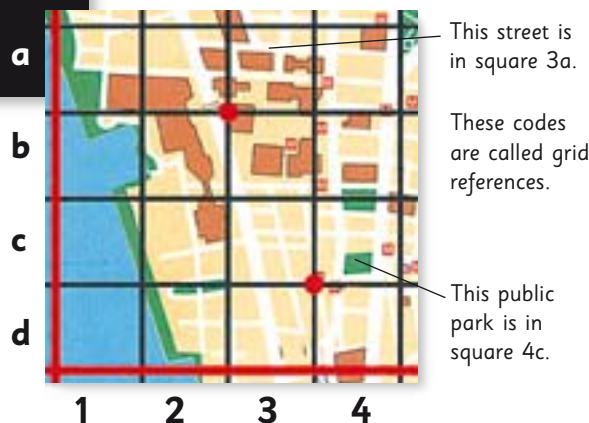 a
This street is
in square 3a.
b
These codes
are called grid
references.
c
This public
park is in
square 4c.
d
1 2 3 4